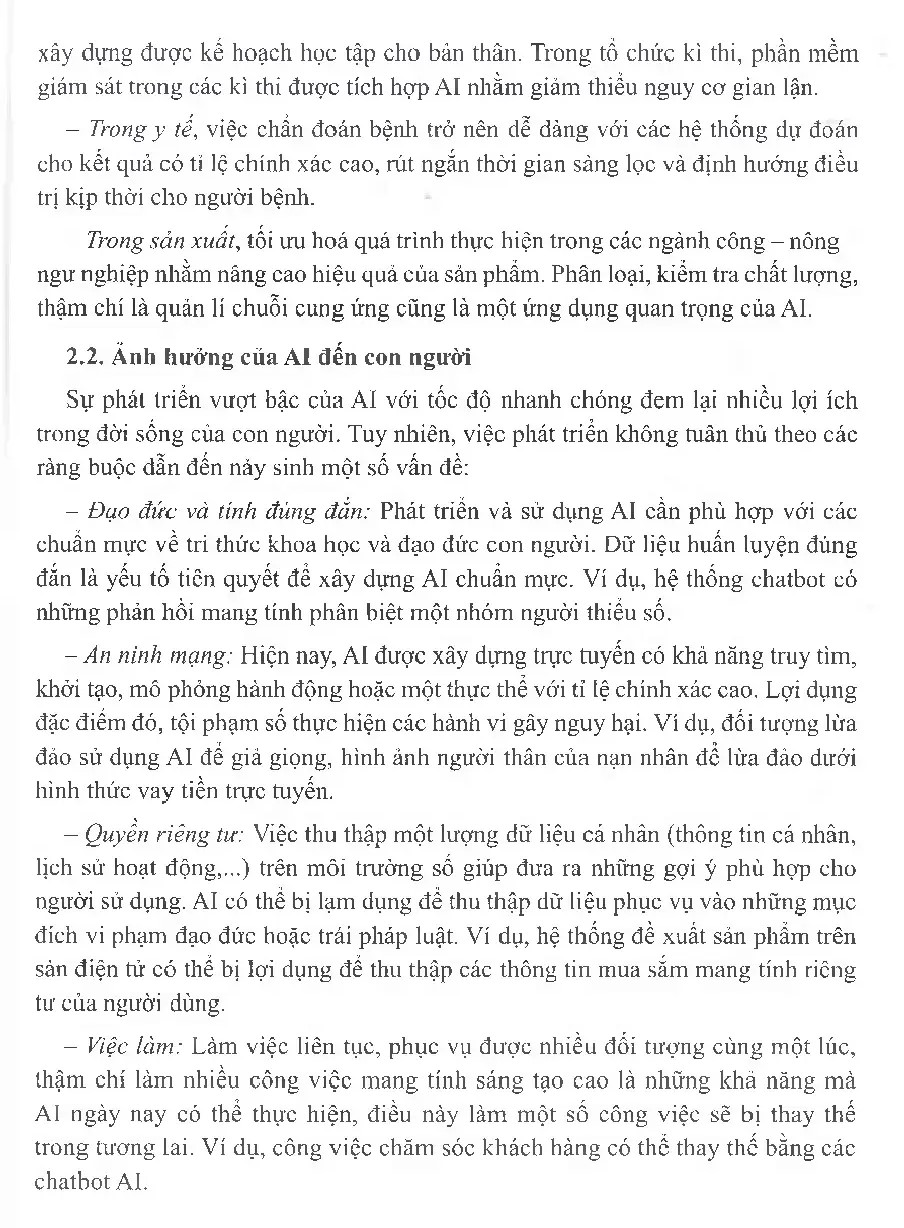 xây dựng được kế hoạch học tập cho bản thân. Trong tổ chức kì thi, phần mềm
giám sát trong các kì thi được tích hợp AI nhằm giảm thiểu nguy cơ gian lận.
– Trong y tế, việc chẩn đoán bệnh trở nên dễ dàng với các hệ thống dự đoán
cho kết quả có tỉ lệ chính xác cao, rút ngắn thời gian sàng lọc và định hướng điều
trị kịp thời cho người bệnh.
Trong sản xuất, tối ưu hoá quá trình thực hiện trong các ngành công – nông
ngư nghiệp nhằm nâng cao hiệu quả của sản phẩm. Phân loại, kiểm tra chất lượng,
thậm chí là quản lí chuỗi cung ứng cũng là một ứng dụng quan trọng của AI.
2.2. Ảnh hưởng của AI đến con người
Sự phát triển vượt bậc của AI với tốc độ nhanh chóng đem lại nhiều lợi ích
trong đời sống của con người. Tuy nhiên, việc phát triển không tuân thủ theo các
ràng buộc dẫn đến nảy sinh một số vấn đề:
– Đạo đức và tính đúng đắn: Phát triển và sử dụng AI cần phù hợp với các
chuẩn mực về tri thức khoa học và đạo đức con người. Dữ liệu huấn luyện đúng
đắn là yếu tố tiên quyết để xây dựng AI chuẩn mực. Ví dụ, hệ thống chatbot có
những phản hồi mang tính phân biệt một nhóm người thiểu số.
– An ninh mạng: Hiện nay, AI được xây dựng trực tuyến có khả năng truy tìm,
khởi tạo, mô phỏng hành động hoặc một thực thể với tỉ lệ chính xác cao. Lợi dụng
đặc điểm đó, tội phạm số thực hiện các hành vi gây nguy hại. Ví dụ, đối tượng lừa
đảo sử dụng AI để giả giọng, hình ảnh người thân của nạn nhân để lừa đảo dưới
hình thức vay tiền trực tuyến.
– Quyền riêng tư: Việc thu thập một lượng dữ liệu cá nhân (thông tin cá nhân,
lịch sử hoạt động,...) trên môi trường số giúp đưa ra những gợi ý phù hợp cho
người sử dụng. AI có thể bị lạm dụng để thu thập dữ liệu phục vụ vào những mục
đích vi phạm đạo đức hoặc trái pháp luật. Ví dụ, hệ thống đề xuất sản phẩm trên
sàn điện tử có thể bị lợi dụng để thu thập các thông tin mua sắm mang tính riêng
tư của người dùng.
– Việc làm: Làm việc liên tục, phục vụ được nhiều đối tượng cùng một lúc,
thậm chí làm nhiều công việc mang tính sáng tạo cao là những khả năng mà
AI ngày nay có thể thực hiện, điều này làm một số công việc sẽ bị thay thế
trong tương lai. Ví dụ, công việc chăm sóc khách hàng có thể thay thế bằng các
chatbot AI.